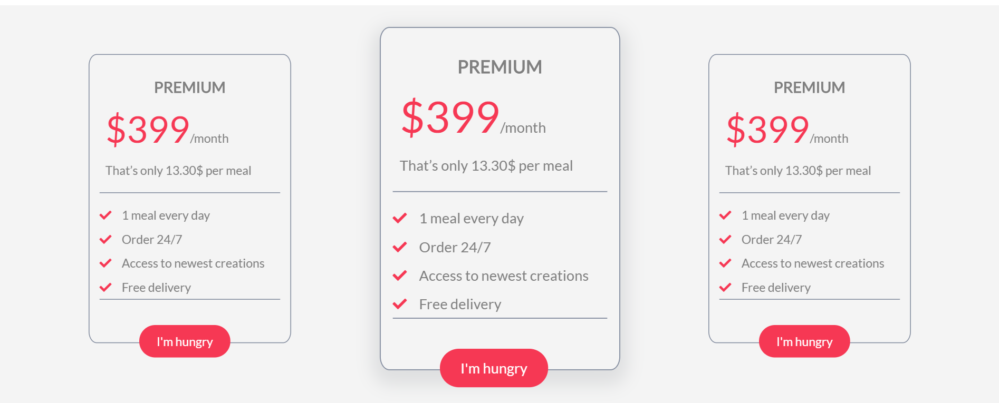 PREMIUM
$399/month
That’s only 13.30$ per meal
1 meal every day
Order 24/7
Access to newest creations
Free delivery
I'm hungry
PREMIUM
$399/month
That’s only 13.30$ per meal
1 meal every day
Order 24/7
Access to newest creations
Free delivery
I'm hungry
PREMIUM
$399/month
That’s only 13.30$ per meal
1 meal every day
Order 24/7
Access to newest creations
Free delivery
I'm hungry